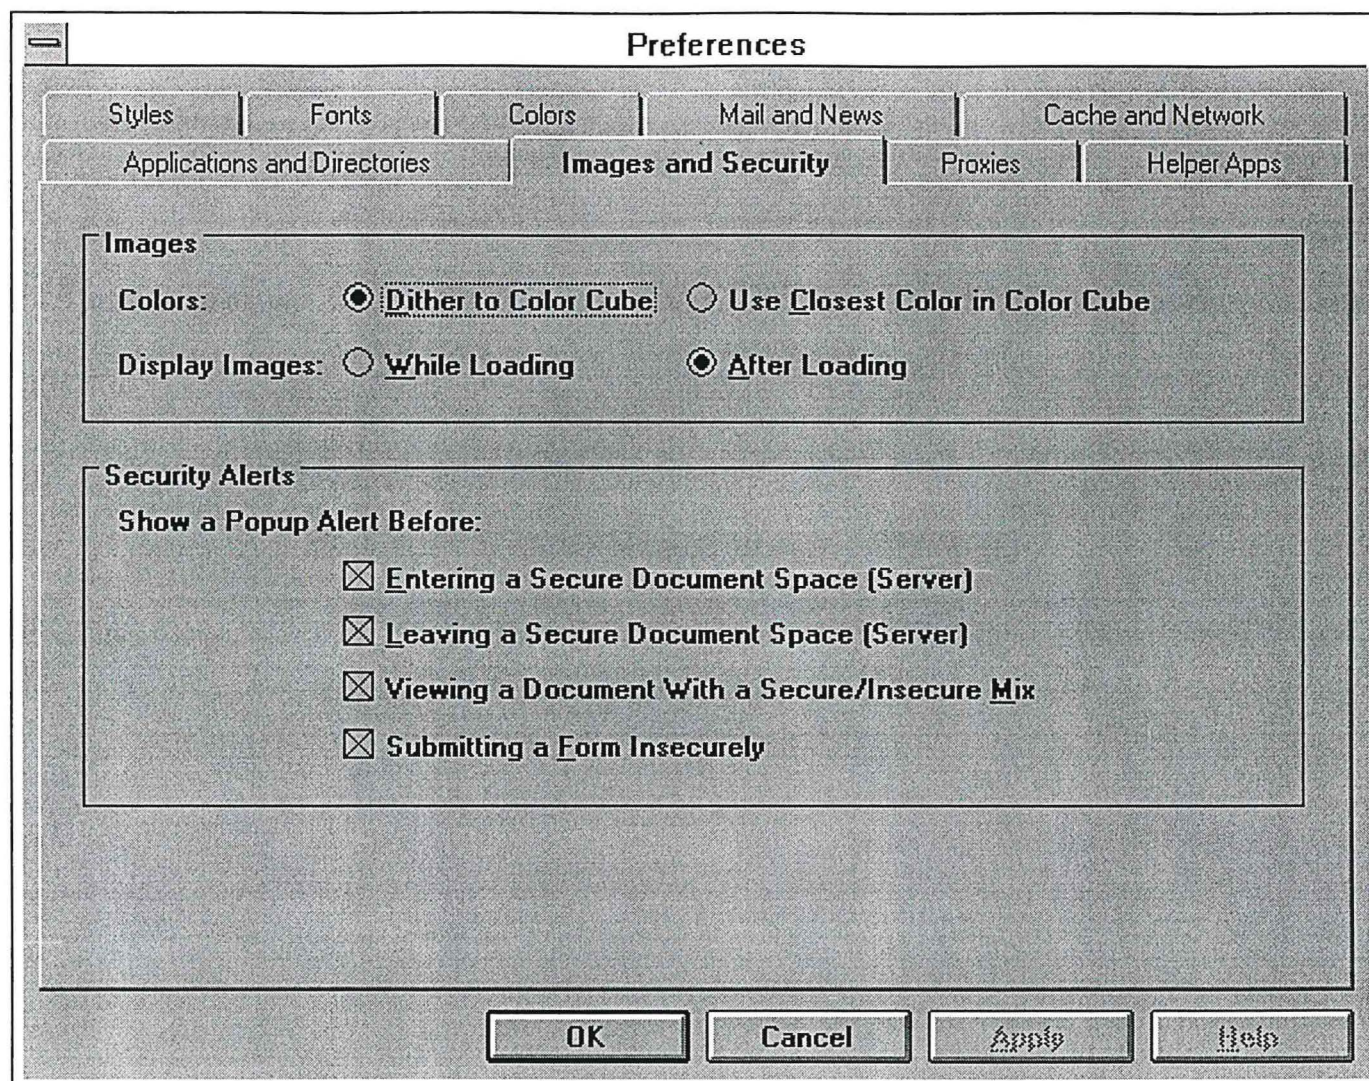 Preferences
Styles Fonts Colors Mail and News Cache and Network
Applications and Directories Images and Security Proxies Helper Apps
Images
Colors: Dither to Color Cube Use Closest Color in Color Cube
Display Images: While Loading After Loading
Security Alerts
Show a Popup Alert Before:
Entering a Secure Document Space (Server)
Leaving a Secure Document Space (Server)
Viewing a Document With a Secure/Insecure Mix
Submitting a Form Insecurely
OK Cancel Apply Help